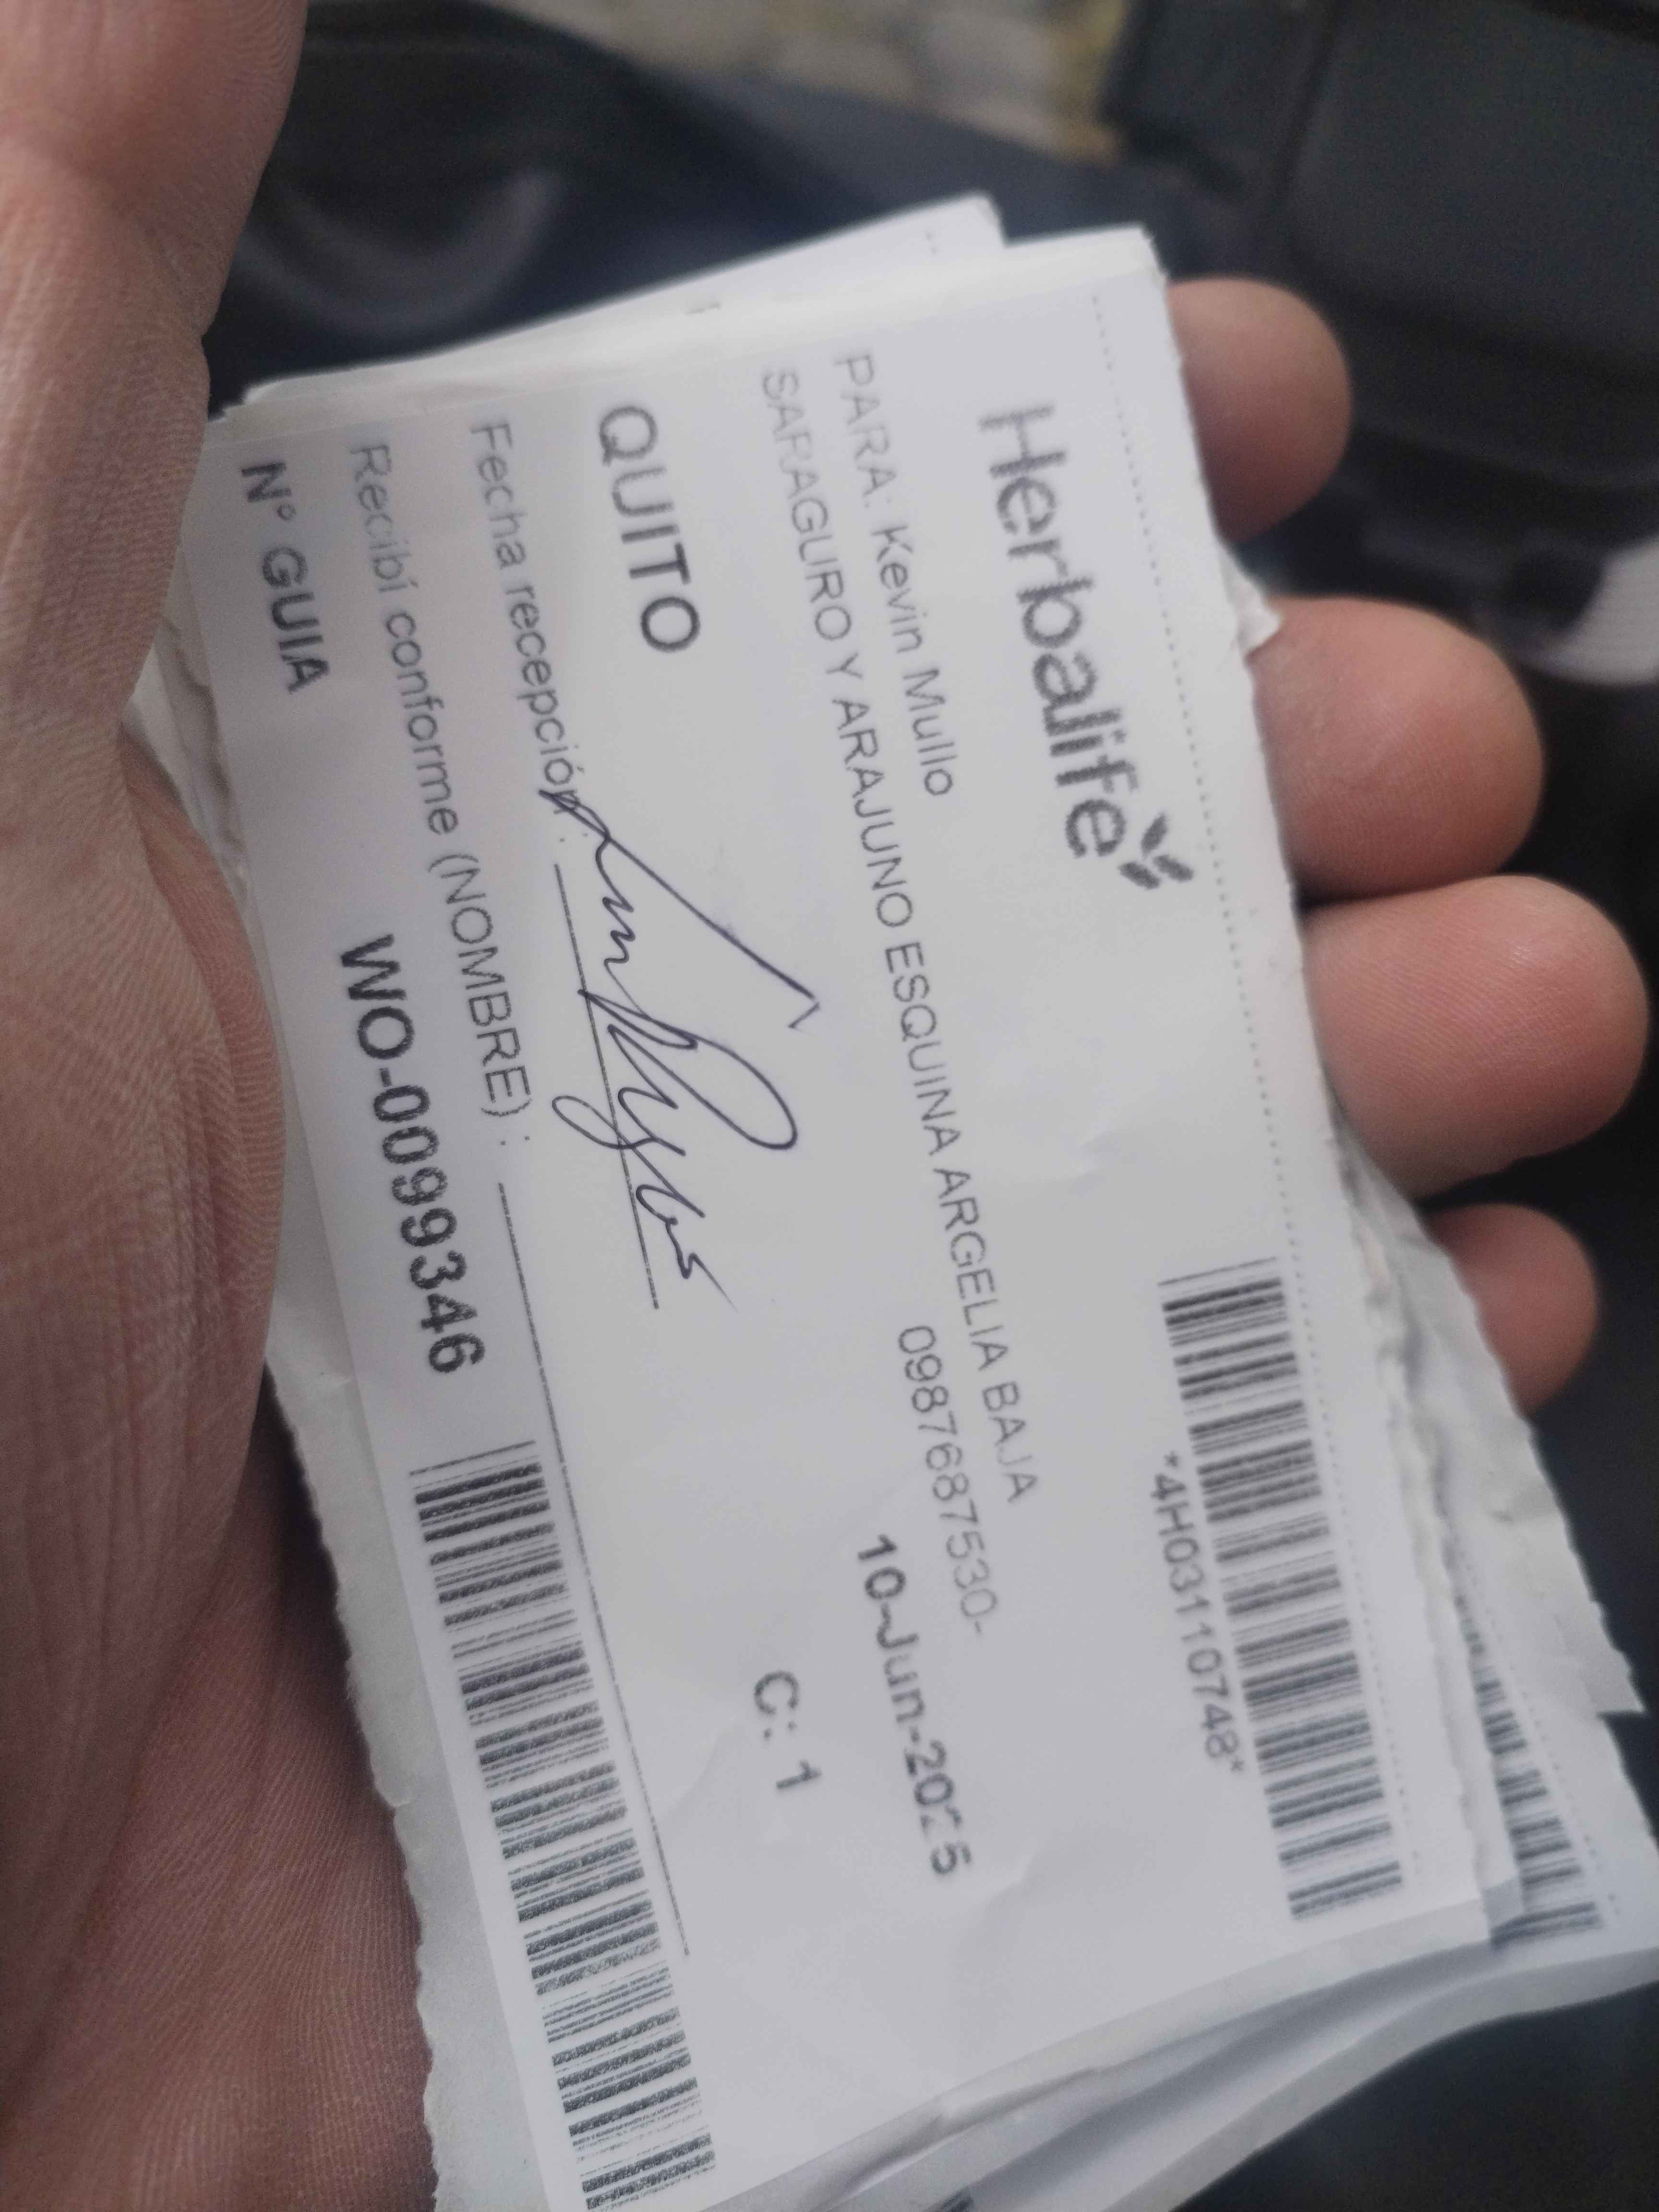 Herbalife
*4H03110748*
PARA: Kevin Mullo
0987687530-
SARAGURO Y ARAJUNO ESQUINA ARGELIA BAJA
10-Jun-2025
QUITO
C: 1
Fecha recepción :
Recibí conforme (NOMBRE) :
Nº GUIA WO-0099346